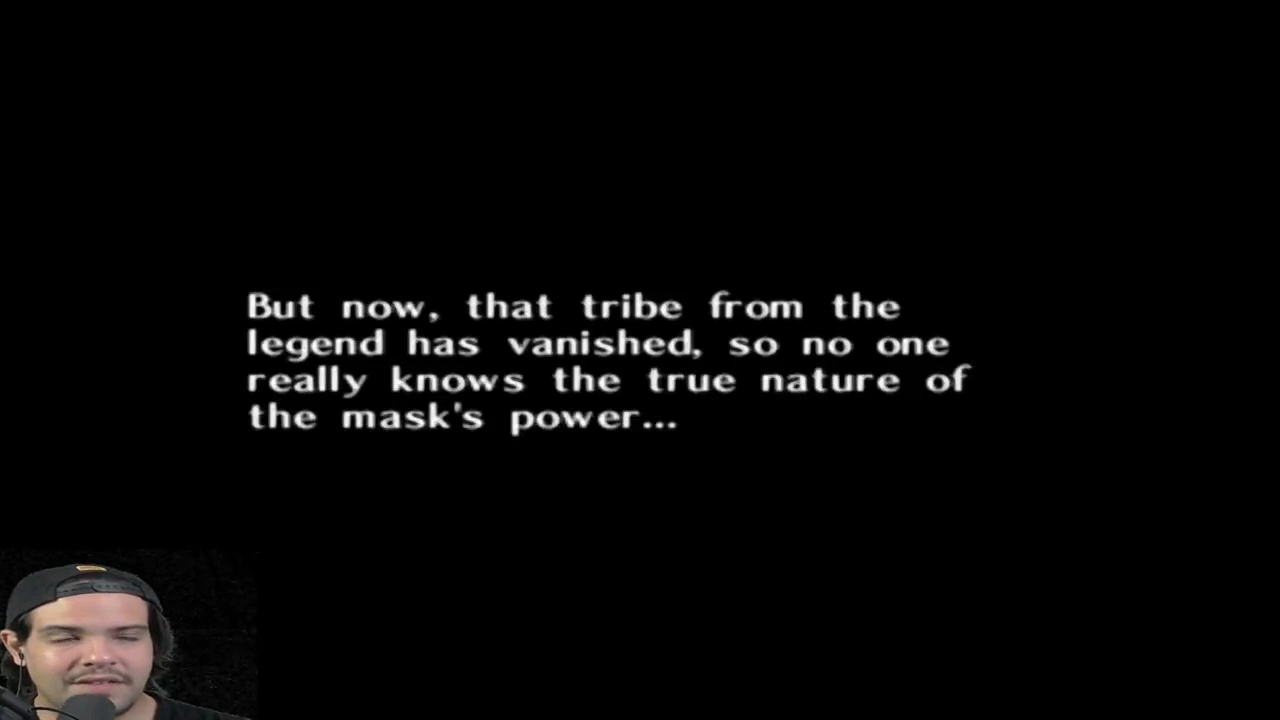 But now, that tribe from the
legend has vanished, so no one
really knows the true nature of
the mask's power...